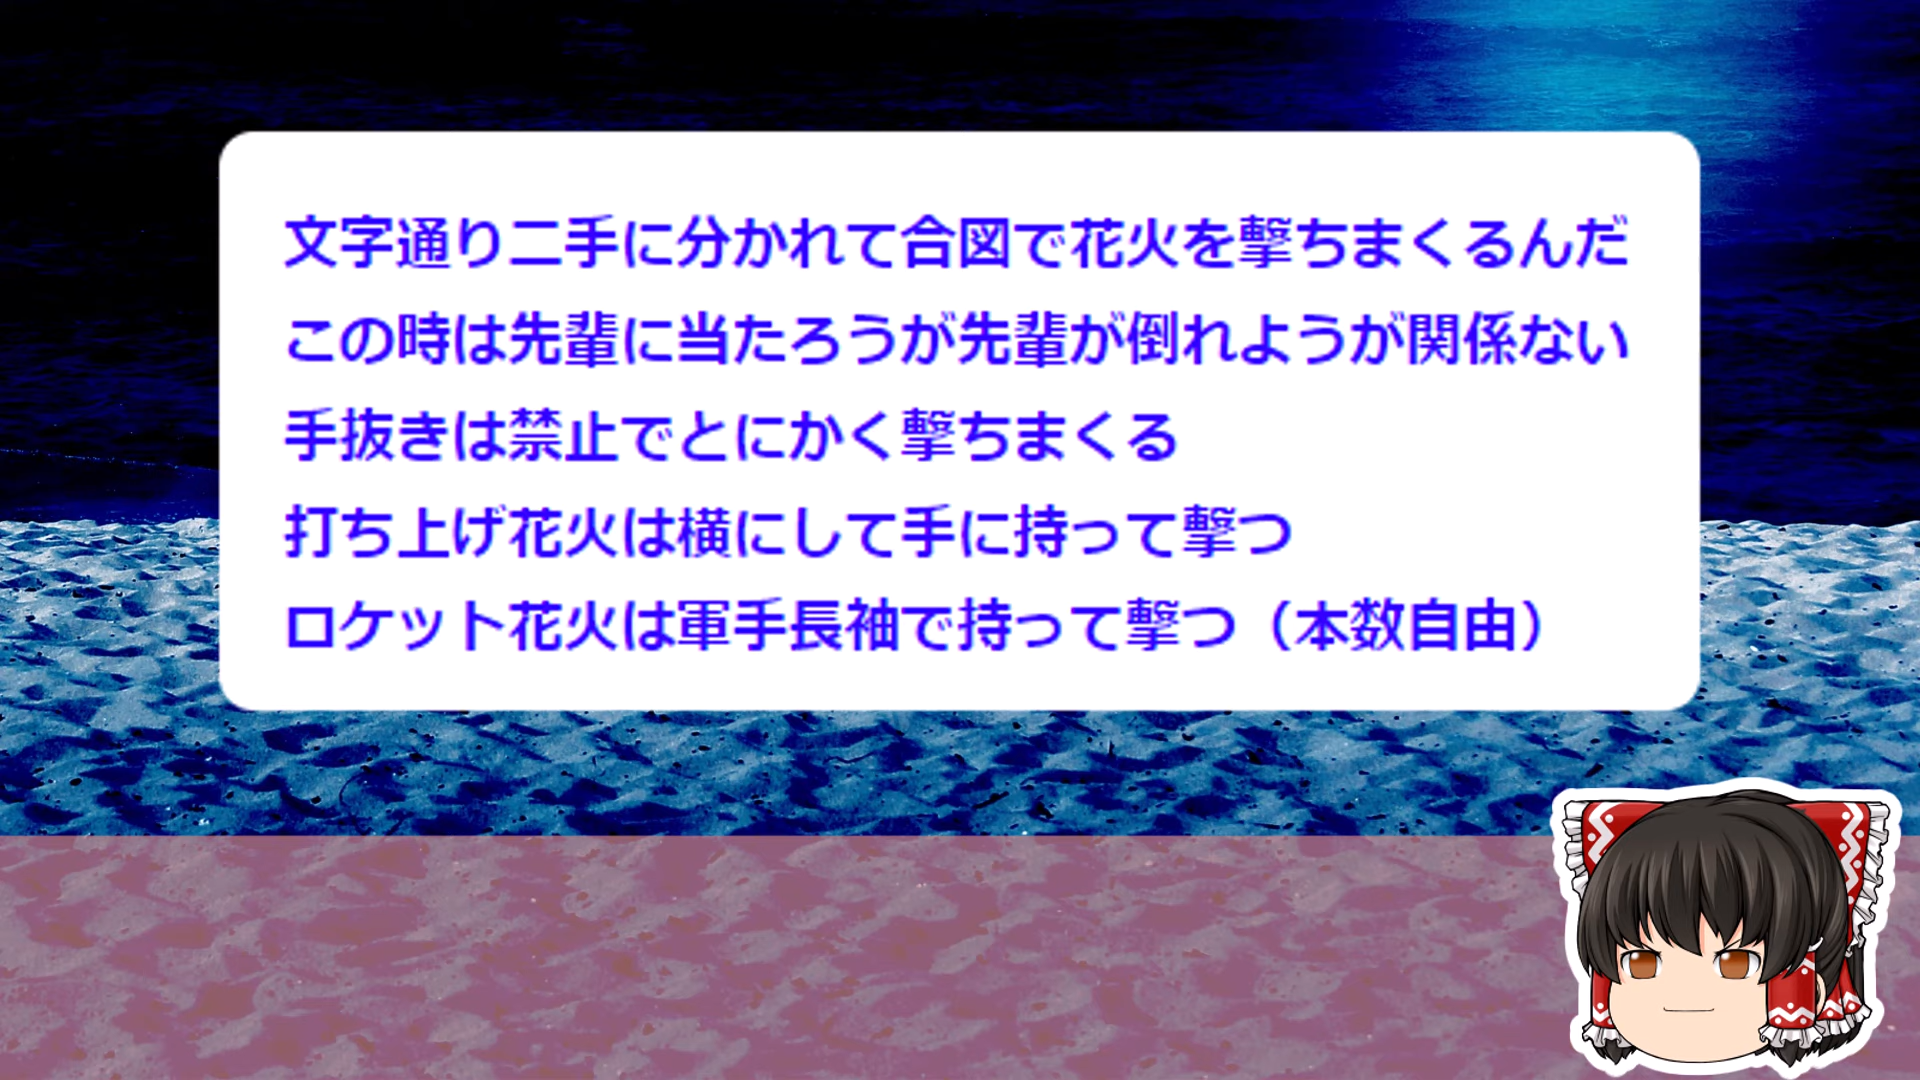 文字通り二手に分かれて合図で花火を撃ちまくるんだ
この時は先輩に当たろうが先輩が倒れようが関係ない
手抜きは禁止でとにかく撃ちまくる
打ち上げ花火は横にして手に持って撃つ
ロケット花火は軍手長袖で持って撃つ（本数自由）